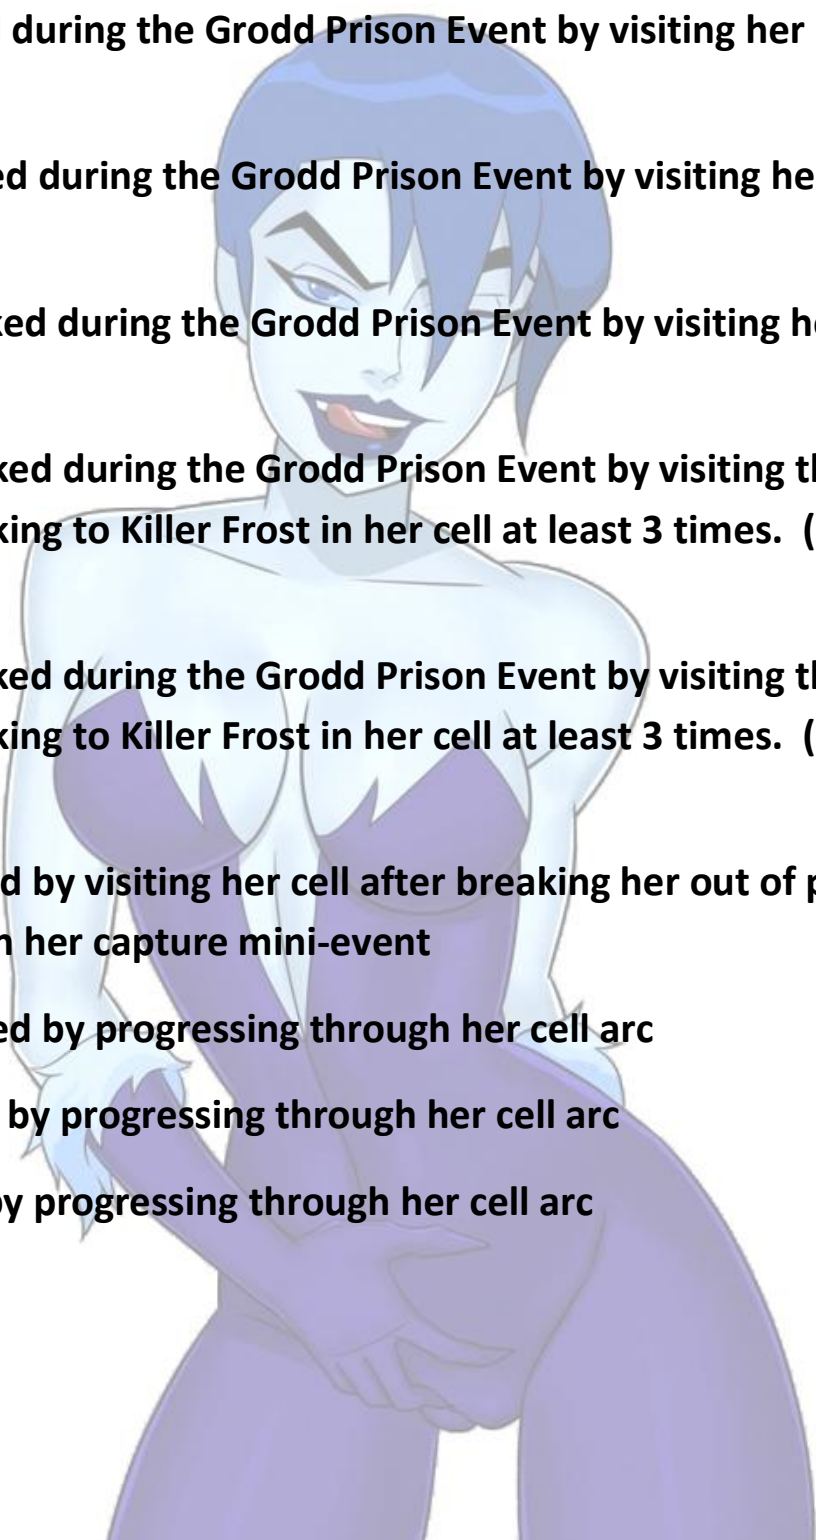 during the Grodd Prison Event by visiting her
ed during the Grodd Prison Event by visiting he
ked during the Grodd Prison Event by visiting h
ked during the Grodd Prison Event by visiting th
king to Killer Frost in her cell at least 3 times. (
ked during the Grodd Prison Event by visiting th
king to Killer Frost in her cell at least 3 times. (
d by visiting her cell after breaking her out of p
n her capture mini-event
ed by progressing through her cell arc
by progressing through her cell arc
by progressing through her cell arc